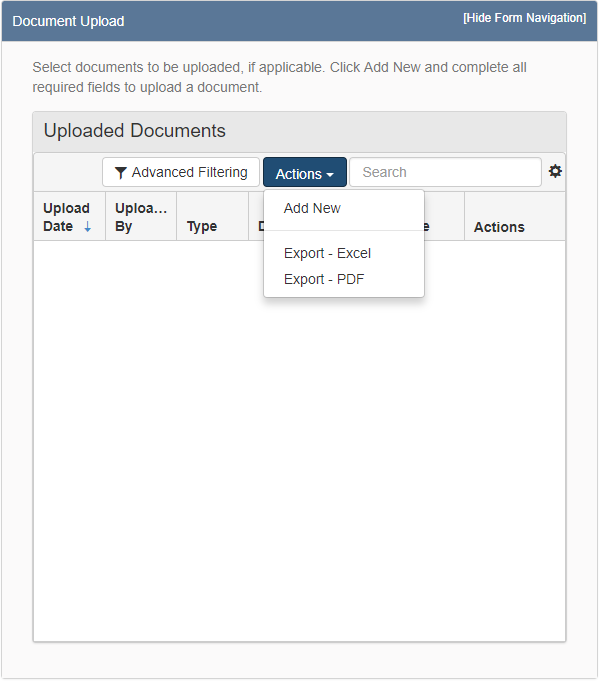 Document Upload
[Hide Form Navigation]
Select documents to be uploaded, if applicable. Click Add New and complete all
required fields to upload a document.
Uploaded Documents
Advanced Filtering
Actions
Search
Upload
Date
Uploa...
By
Type
Actions
Add New
Export - Excel
Export - PDF